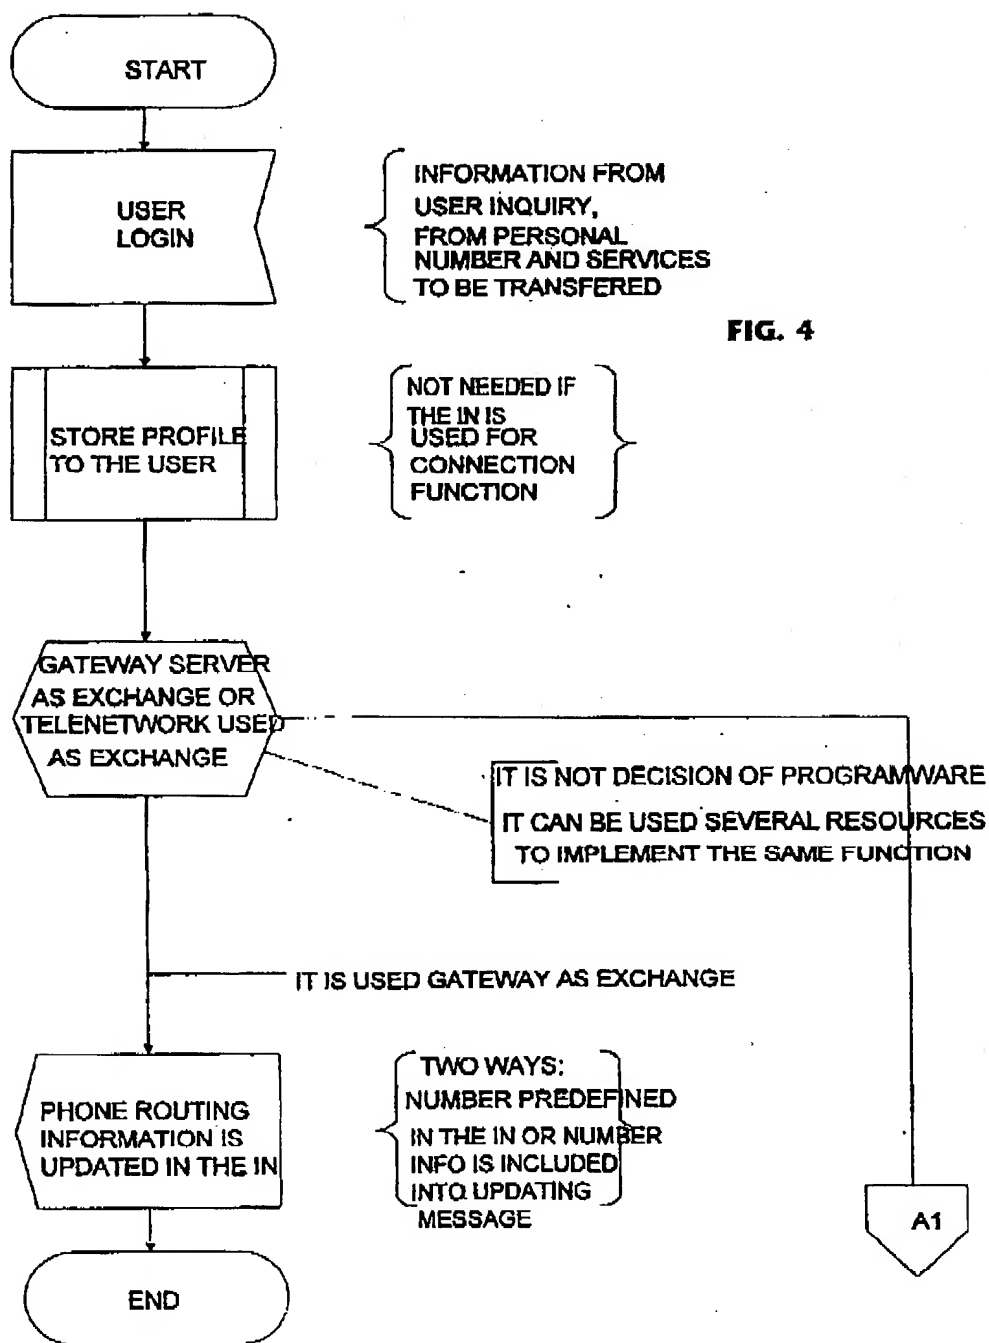 START
USER
LOGIN
INFORMATION FROM
USER INQUIRY,
FROM PERSONAL
NUMBER AND SERVICES
TO BE TRANSFERED
FIG. 4
STORE PROFILE
TO THE USER
NOT NEEDED IF
THE IN IS
USED FOR
CONNECTION
FUNCTION
GATEWAY SERVER
AS EXCHANGE OR
TELENETWORK USED
AS EXCHANGE
IT IS NOT DECISION OF PROGRAMWARE
IT CAN BE USED SEVERAL RESOURCES
TO IMPLEMENT THE SAME FUNCTION
IT IS USED GATEWAY AS EXCHANGE
PHONE ROUTING
INFORMATION IS
UPDATED IN THE IN
TWO WAYS:
NUMBER PREDEFINED
IN THE IN OR NUMBER
INFO IS INCLUDED
INTO UPDATING
MESSAGE
A1
END